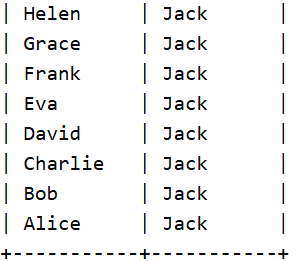 | Helen     | Jack      |
| Grace     | Jack      |
| Frank     | Jack      |
| Eva       | Jack      |
| David     | Jack      |
| Charlie   | Jack      |
| Bob       | Jack      |
| Alice     | Jack      |
+-----------+-----------+